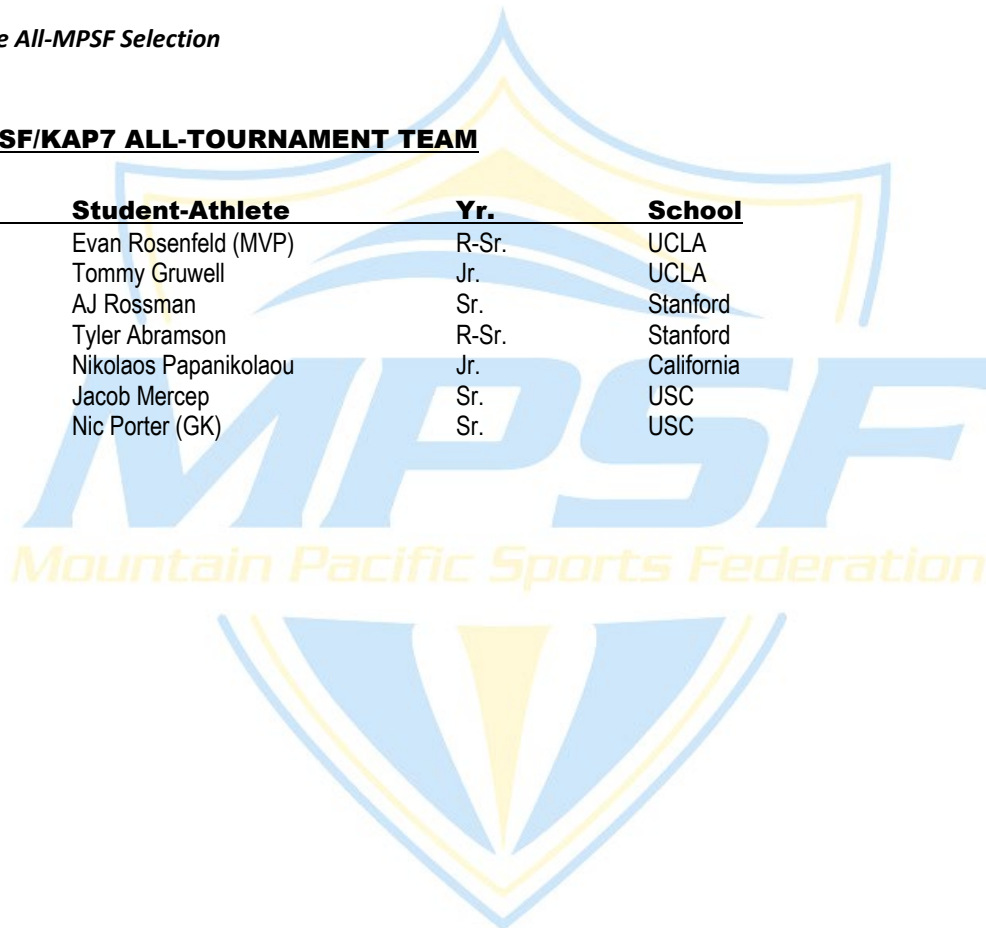 e All-MPSF Selection
SF/KAP7 ALL-TOURNAMENT TEAM
Student-Athlete Yr. School
Evan Rosenfeld (MVP) R-Sr. UCLA
Tommy Gruwell Jr. UCLA
AJ Rossman Sr. Stanford
Tyler Abramson R-Sr. Stanford
Nikolaos Papanikolaou Jr. California
Jacob Mercep Sr. USC
Nic Porter (GK) Sr. USC
MPSF
Mountain Pacific Sports Federation